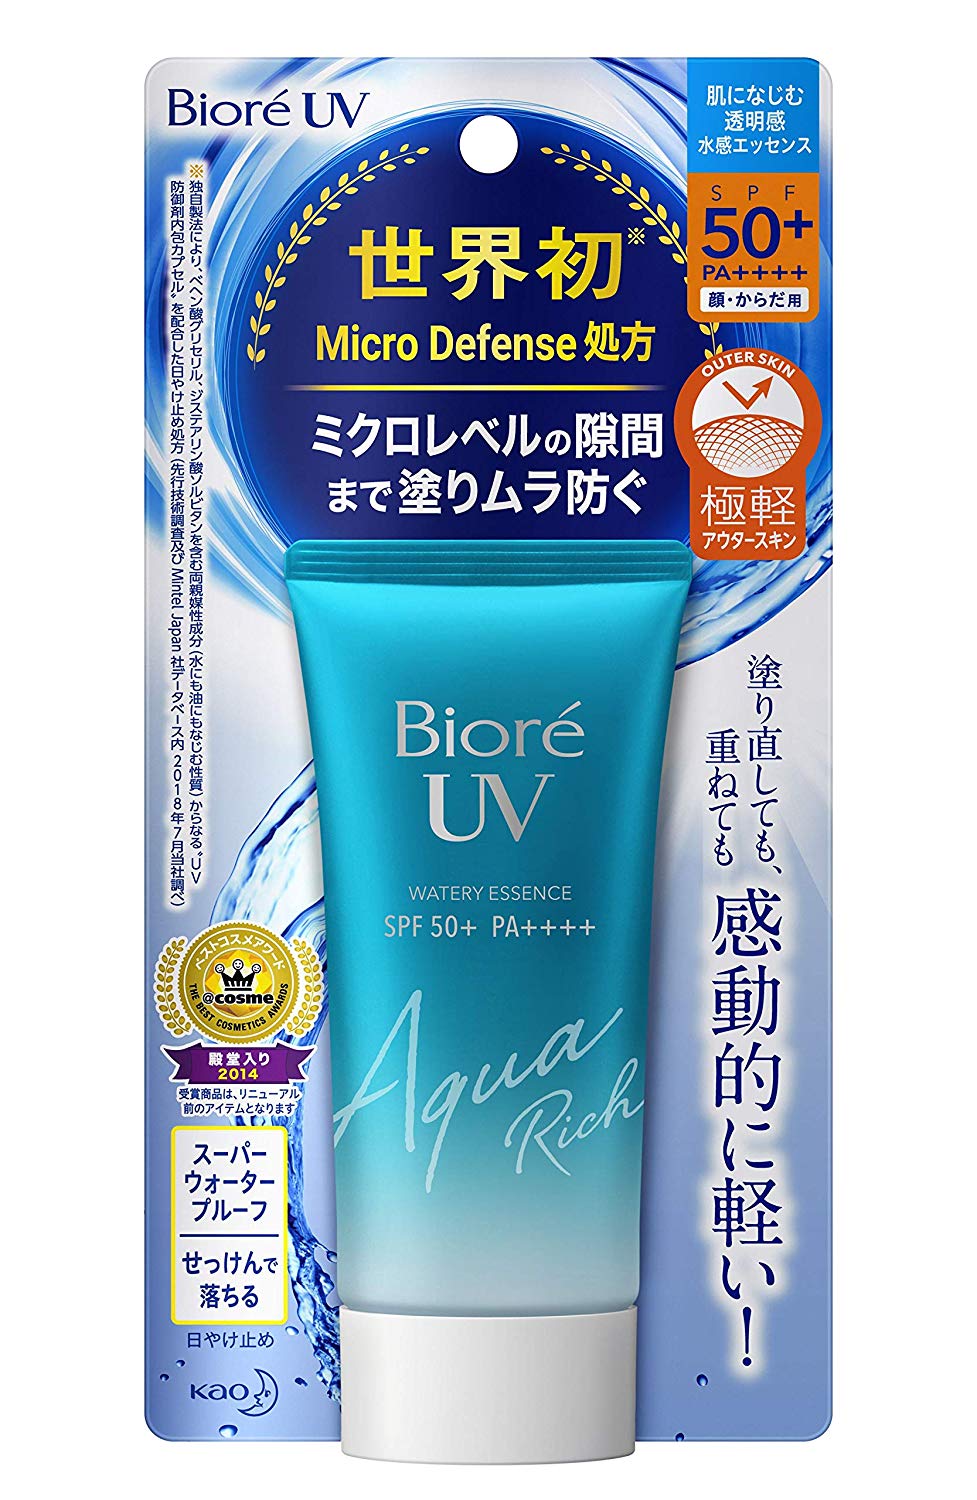 Bioré UV
肌になじむ
透明感
水感エッセンス
SPF
50+
PA++++
顔・からだ用
世界初※
Micro Defense 処方
ミクロレベルの隙間
まで塗りムラ防ぐ
OUTER SKIN
極軽
アウタースキン
※独自製法により、ベヘン酸グリセリル、ジステアリン酸ソルビタンを含む両親媒性成分(水にも油にもなじむ性質)からなる“UV
防御剤内包カプセル”を配合した日やけ止め処方(先行技術調査及びMintel Japan社データベース内2018年7月当社調べ)
塗り直しても、
重ねても
感動的に軽い!
Bioré
UV
WATERY ESSENCE
SPF 50+ PA++++
Aqua
Rich
ベストコスメアワード
@cosme
THE BEST COSMETICS AWARDS
殿堂入り
2014
受賞商品は、リニューアル
前のアイテムとなります
スーパー
ウォーター
プルーフ
せっけんで
落ちる
日やけ止め
kao